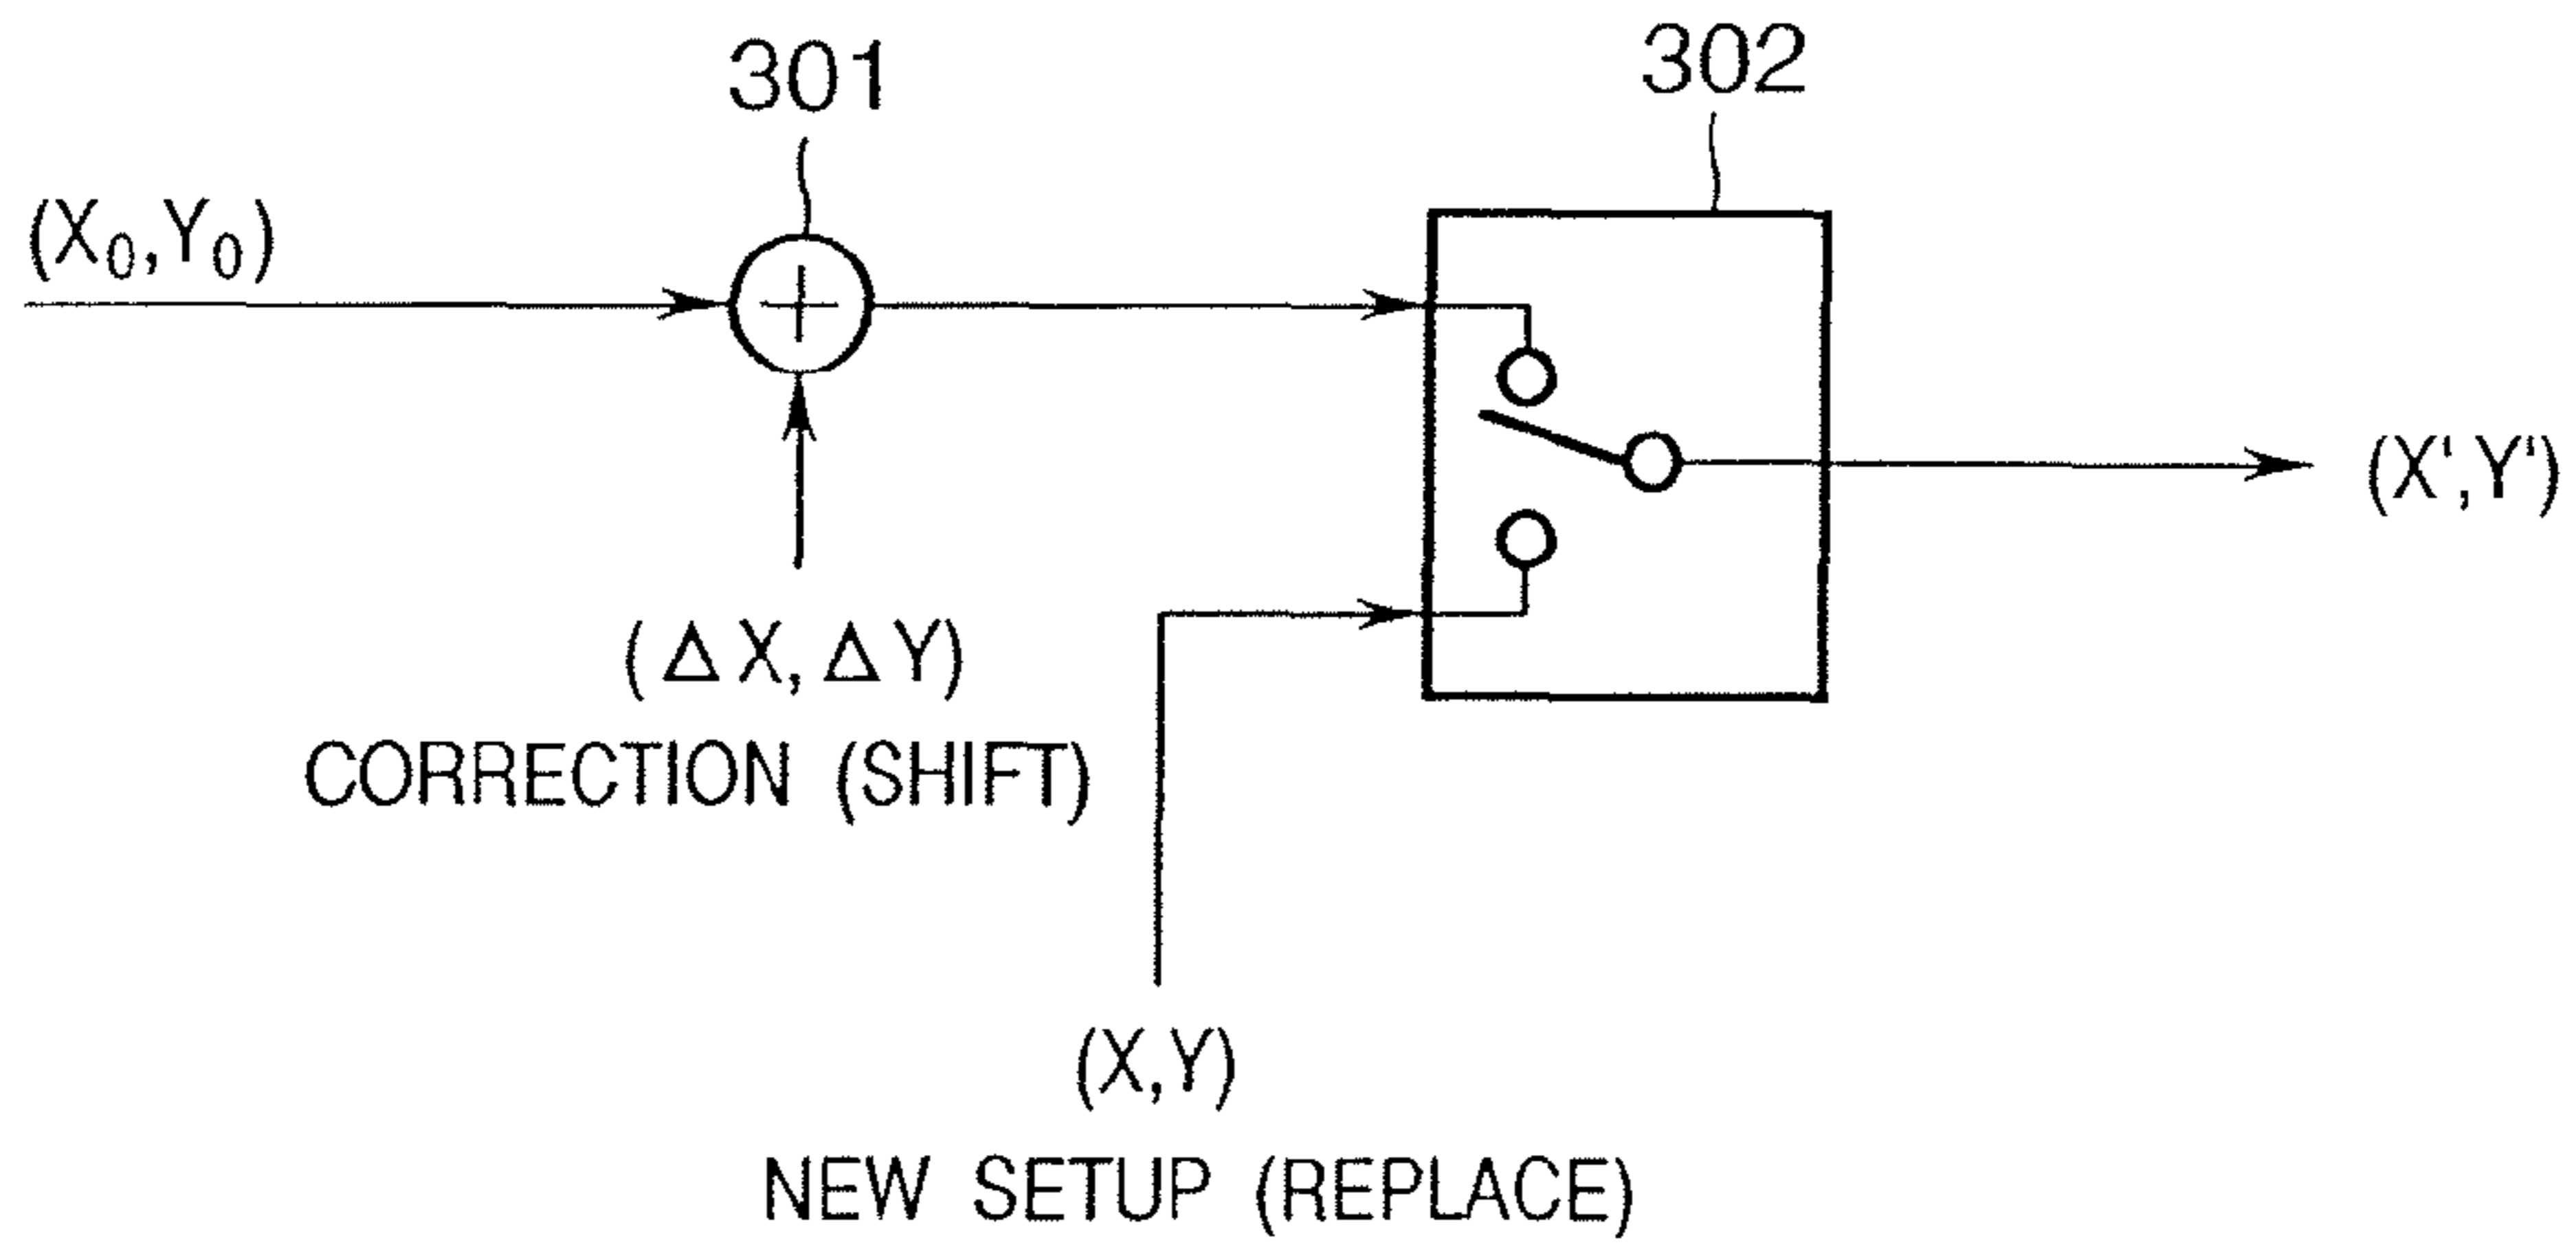 301
302
(X₀,Y₀)
(X',Y')
(ΔX, ΔY)
CORRECTION (SHIFT)
(X,Y)
NEW SETUP (REPLACE)